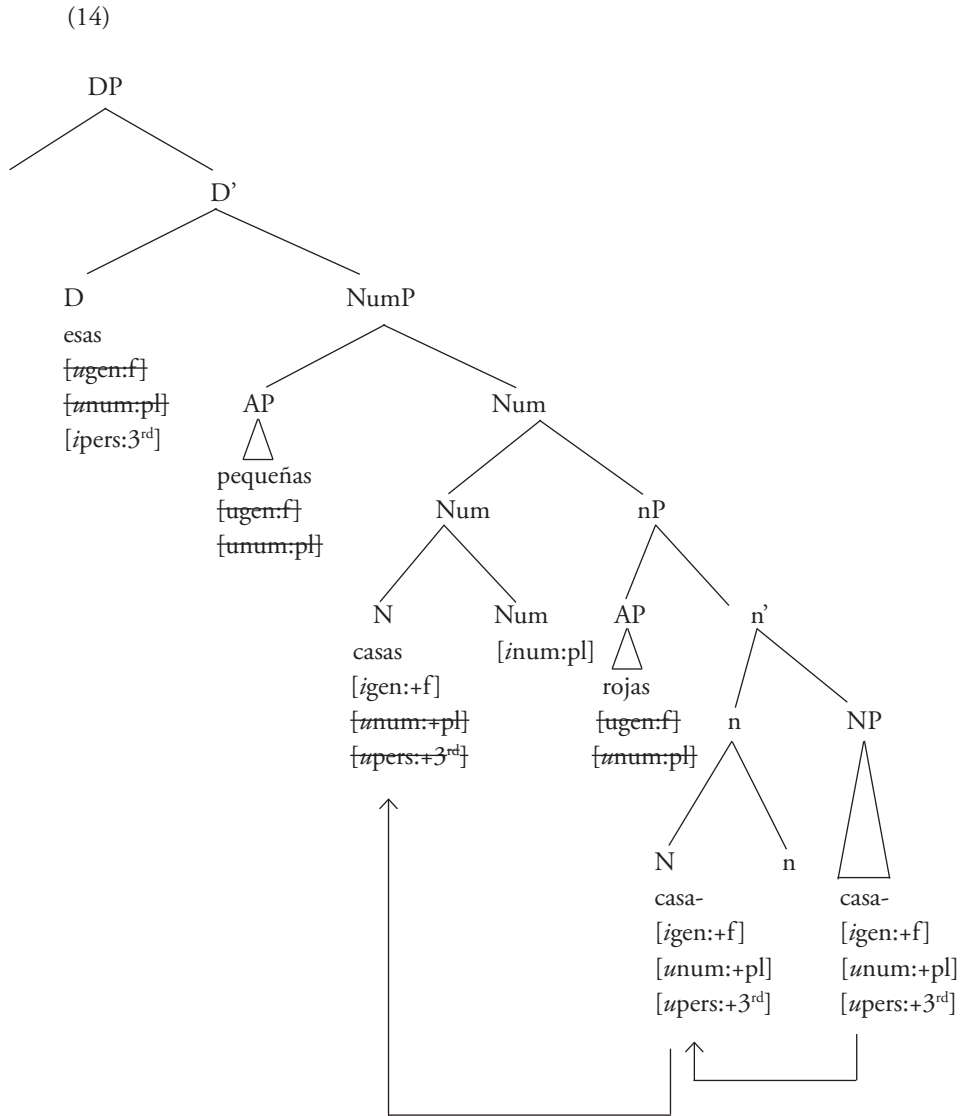 (14)
DP
D’
D NumP
esas
[ugen:f]
[unum:pl]
[ipers:3rd]
AP Num
pequeñas
[ugen:f]
[unum:pl]
Num nP
N Num AP n’
casas [inum:pl]
[igen:+f]
[unum:+pl]
[upers:+3rd]
rojas
[ugen:f]
[unum:pl]
n NP
N n
casa- casa-
[igen:+f] [igen:+f]
[unum:+pl] [unum:+pl]
[upers:+3rd] [upers:+3rd]